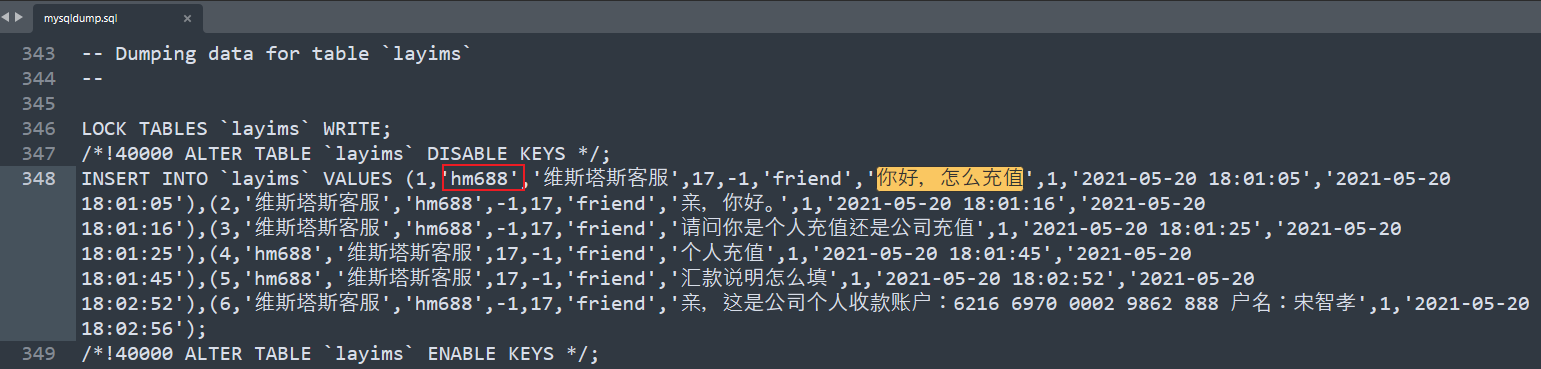 mysqldump.sql
343 -- Dumping data for table `layims`
344 --
345
346 LOCK TABLES `layims` WRITE;
347 /*!40000 ALTER TABLE `layims` DISABLE KEYS */;
348 INSERT INTO `layims` VALUES (1,'hm688','维斯塔斯客服',17,-1,'friend','你好，怎么充值',1,'2021-05-20 18:01:05','2021-05-20
18:01:05'),(2,'维斯塔斯客服','hm688',-1,17,'friend','亲，你好。',1,'2021-05-20 18:01:16','2021-05-20
18:01:16'),(3,'维斯塔斯客服','hm688',-1,17,'friend','请问你是个人充值还是公司充值',1,'2021-05-20 18:01:25','2021-05-20
18:01:25'),(4,'hm688','维斯塔斯客服',17,-1,'friend','个人充值',1,'2021-05-20 18:01:45','2021-05-20
18:01:45'),(5,'hm688','维斯塔斯客服',17,-1,'friend','汇款说明怎么填',1,'2021-05-20 18:02:52','2021-05-20
18:02:52'),(6,'维斯塔斯客服','hm688',-1,17,'friend','亲，这是公司个人收款账户：6216 6970 0002 9862 888 户名：宋智孝',1,'2021-05-20 18:02:56','2021-05-20
18:02:56');
349 /*!40000 ALTER TABLE `layims` ENABLE KEYS */;